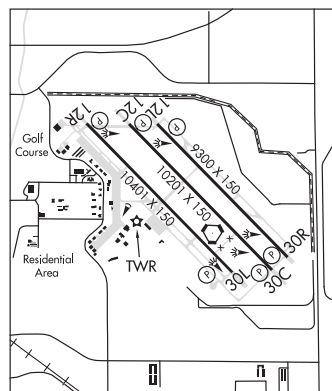 12R
12C
12L
P
P
P
Golf
Course
9300 X 150
10201 X 150
10401 X 150
Residential
Area
TWR
30R
30C
30L
P
P
P